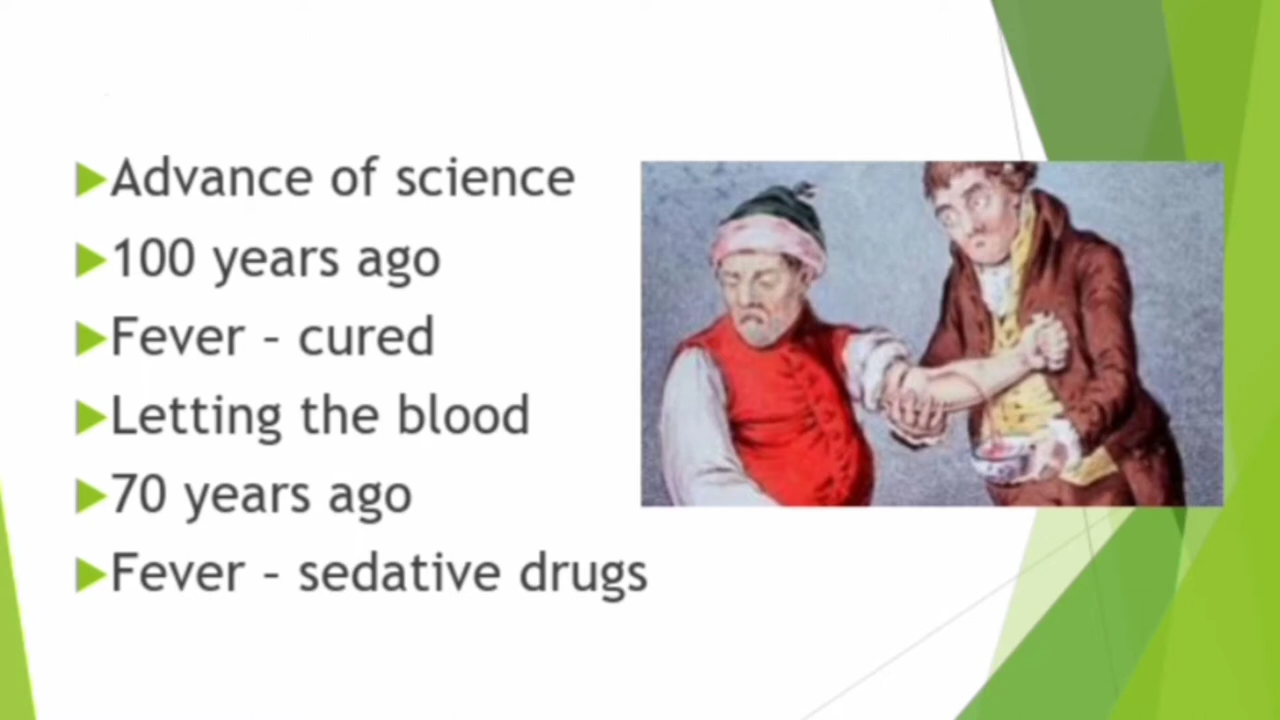 Advance of science
100 years ago
Fever – cured
Letting the blood
70 years ago
Fever – sedative drugs